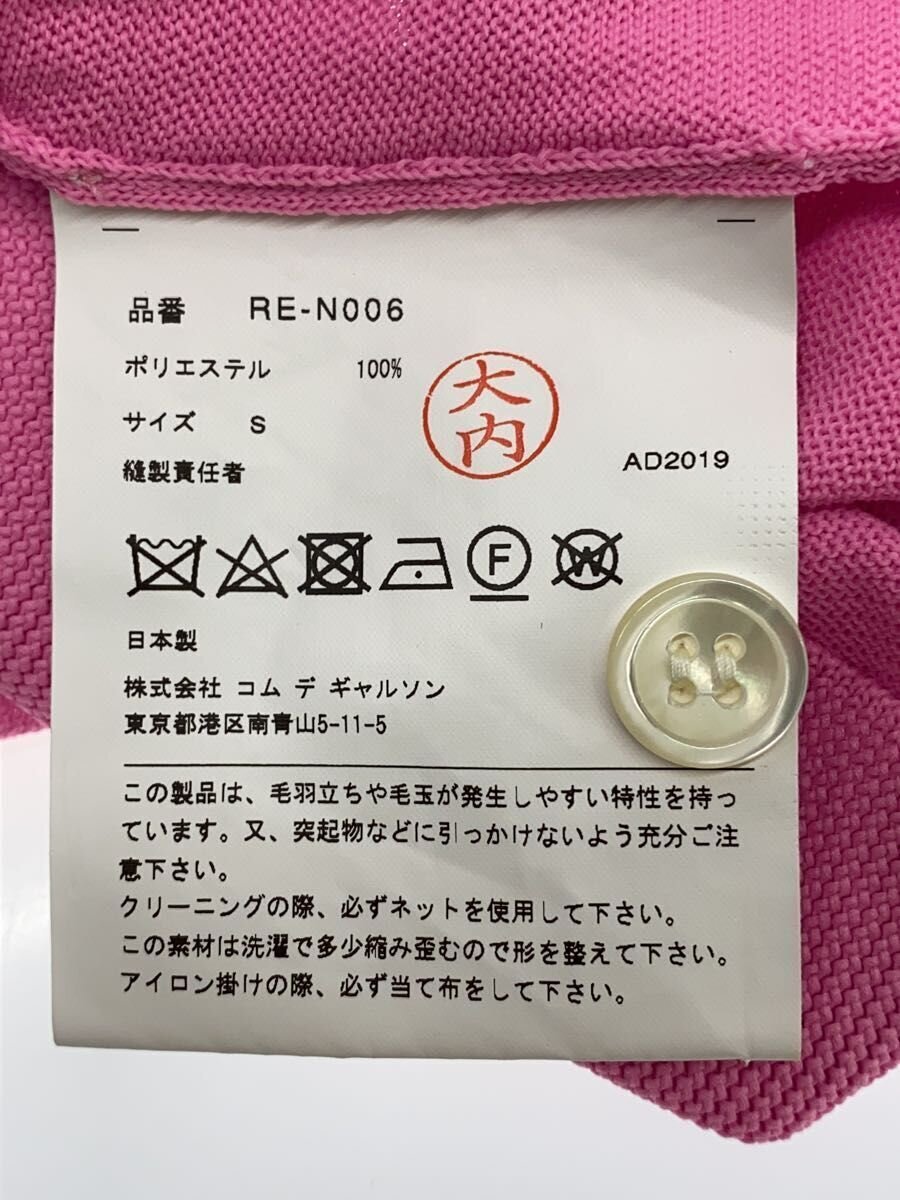 品番 RE-N006
ポリエステル 100%
サイズ S
大内
縫製責任者
AD2019
F
W
日本製
株式会社 コム デ ギャルソン
東京都港区南青山5-11-5
この製品は、毛羽立ちや毛玉が発生しやすい特性を持っ
ています。又、突起物などに引っかけないよう充分ご注
意下さい。
クリーニングの際、必ずネットを使用して下さい。
この素材は洗濯で多少縮み歪むので形を整えて下さい。
アイロン掛けの際、必ず当て布をして下さい。